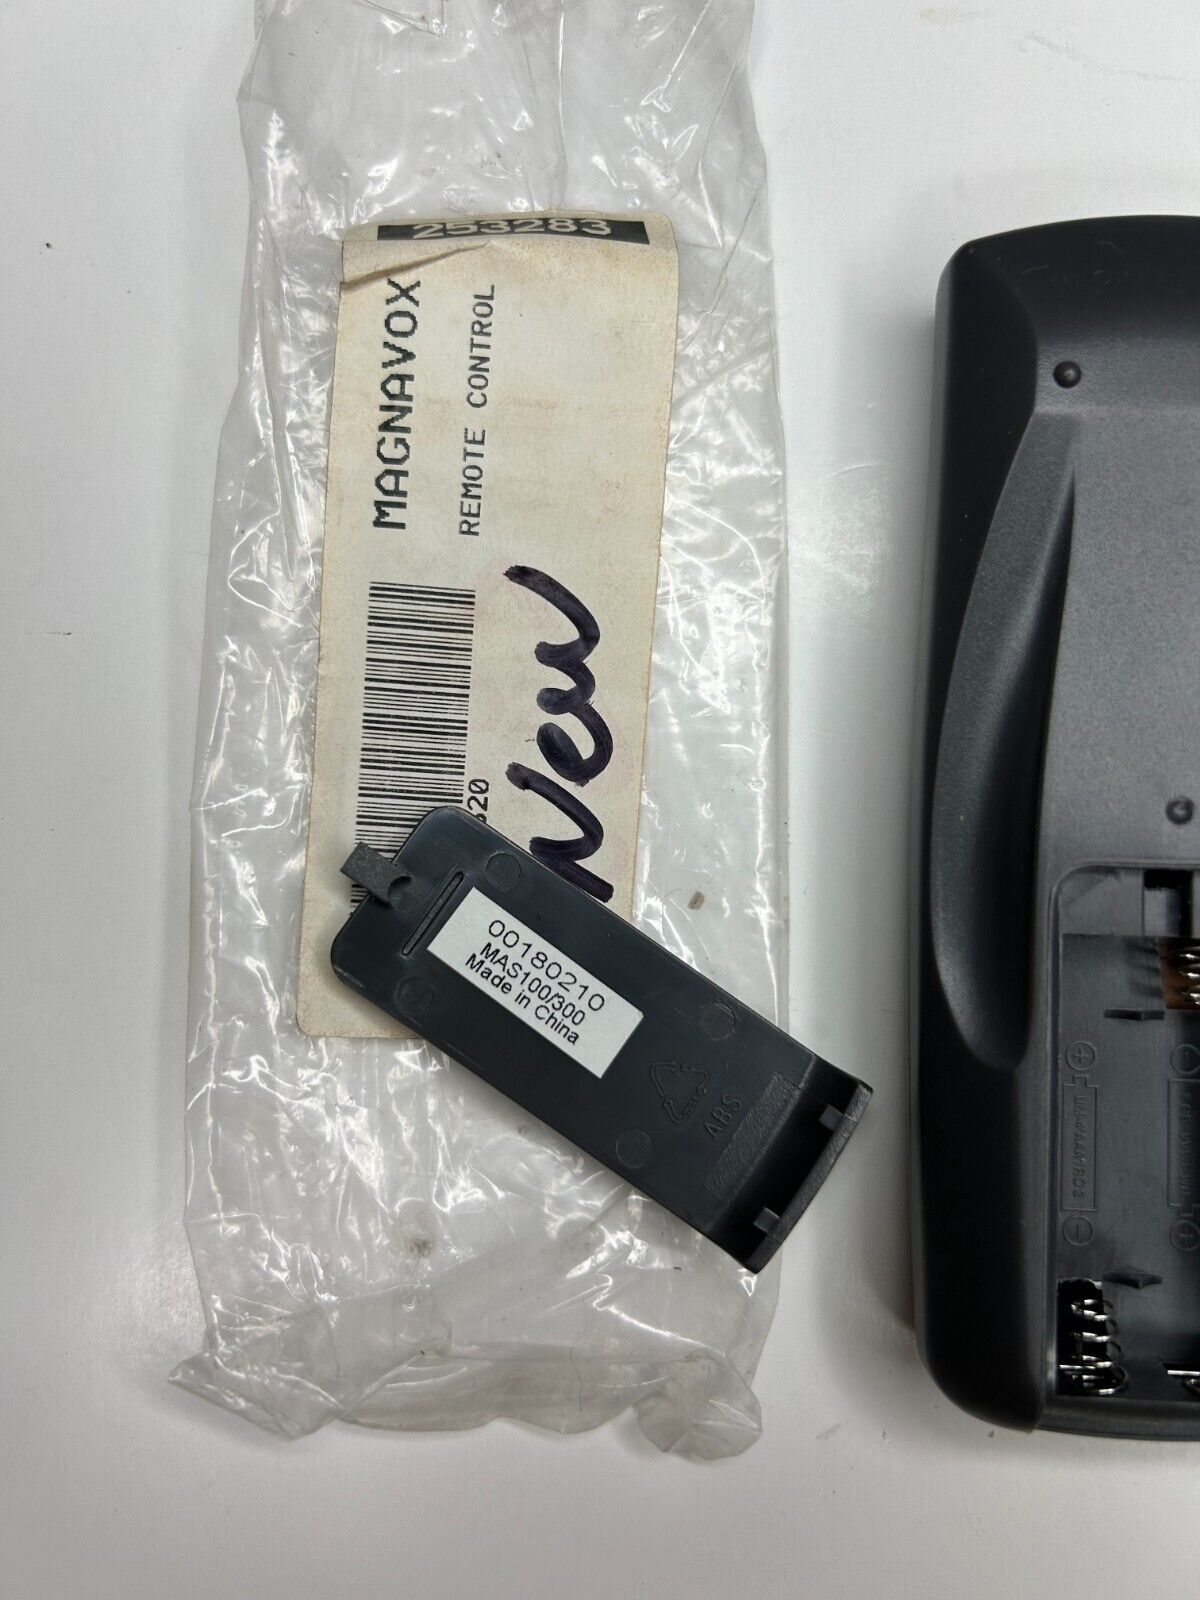 253283
MAGNAVOX
REMOTE CONTROL
New
00180210
MAS100/300
Made in China
ABS